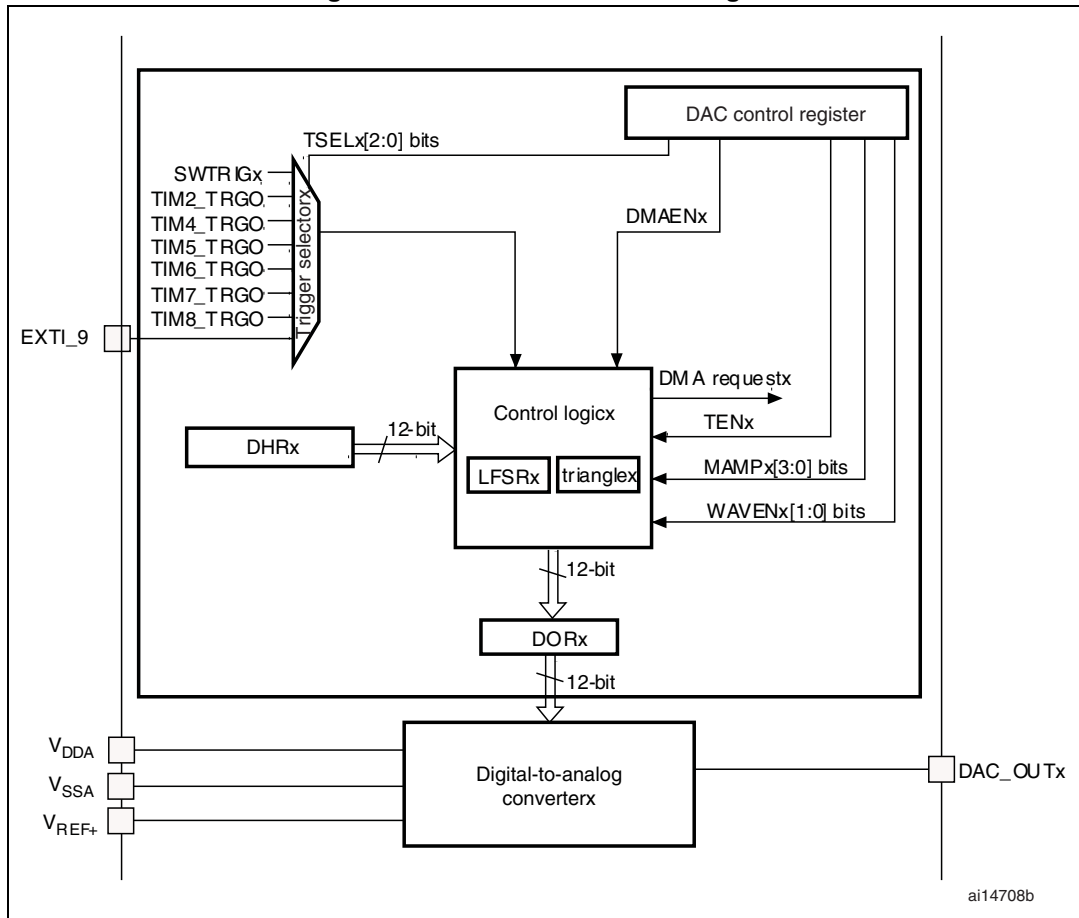 DAC control register
TSELx[2:0] bits
SWTRIGx
TIM2_TRGO
TIM4_TRGO
TIM5_TRGO
TIM6_TRGO
TIM7_TRGO
TIM8_TRGO
Trigger selectorx
DMAENx
EXTI_9
DMA requestx
Control logicx
TENx
12-bit
DHRx
MAMPx[3:0] bits
LFSRx
trianglex
WAVENx[1:0] bits
12-bit
DORx
12-bit
VDDA
VSSA
VREF+
Digital-to-analog
converterx
DAC_OUTx
ai14708b